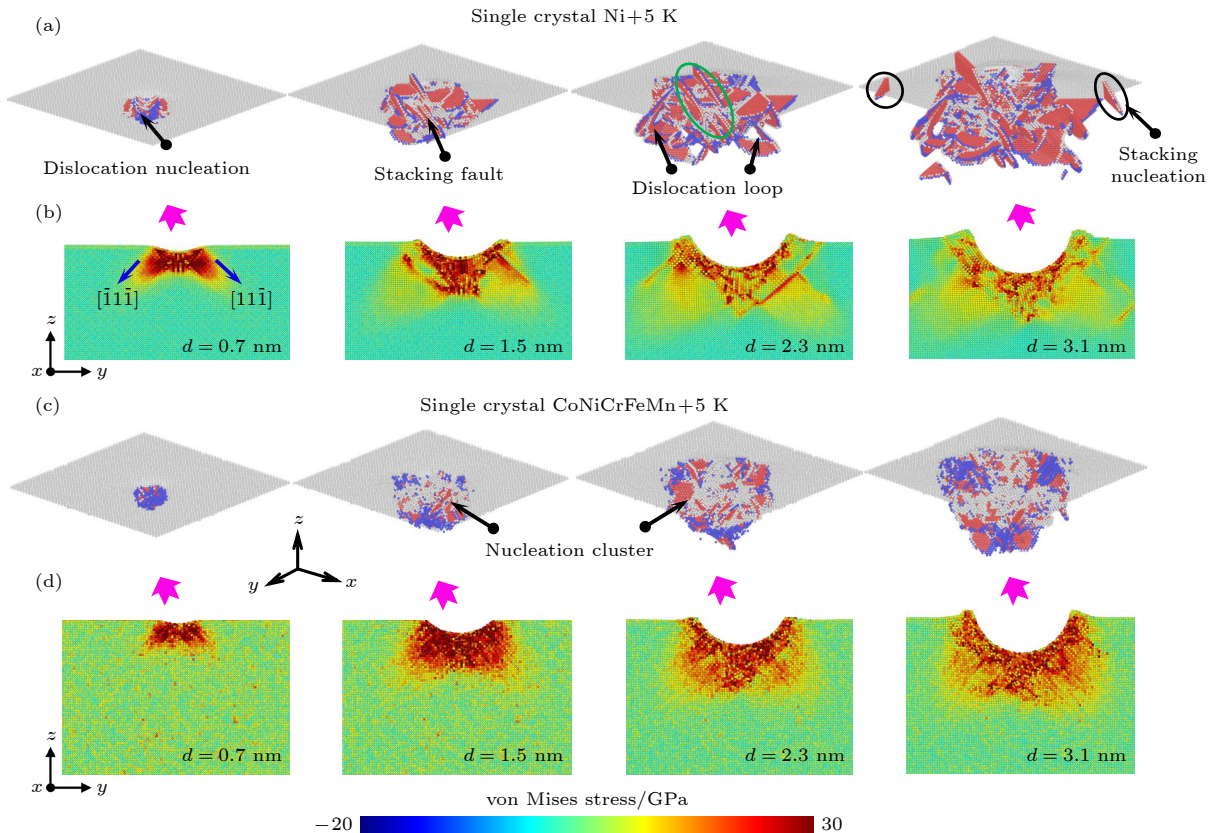 (a)
Single crystal Ni+5 K
Dislocation nucleation
Stacking fault
Dislocation loop
Stacking
nucleation
(b)
[1̄11̄]
[111̄]
z
x
y
d = 0.7 nm
d = 1.5 nm
d = 2.3 nm
d = 3.1 nm
(c)
Single crystal CoNiCrFeMn+5 K
Nucleation cluster
z
y
x
(d)
z
x
y
d = 0.7 nm
d = 1.5 nm
d = 2.3 nm
d = 3.1 nm
von Mises stress/GPa
−20
30